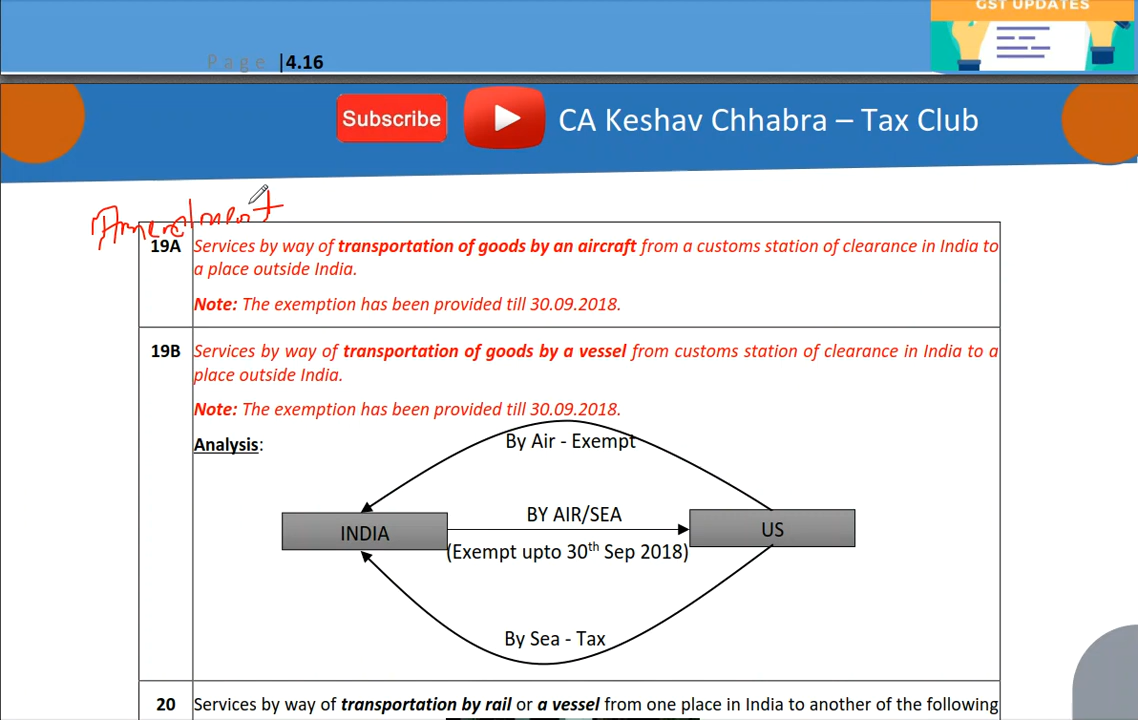 GST UPDATES
Page |4.16
Subscribe
CA Keshav Chhabra – Tax Club
Amendment
19A Services by way of transportation of goods by an aircraft from a customs station of clearance in India to
a place outside India.
Note: The exemption has been provided till 30.09.2018.
19B Services by way of transportation of goods by a vessel from customs station of clearance in India to a
place outside India.
Note: The exemption has been provided till 30.09.2018.
Analysis:
By Air - Exempt
BY AIR/SEA
INDIA
US
(Exempt upto 30th Sep 2018)
By Sea - Tax
20 Services by way of transportation by rail or a vessel from one place in India to another of the following